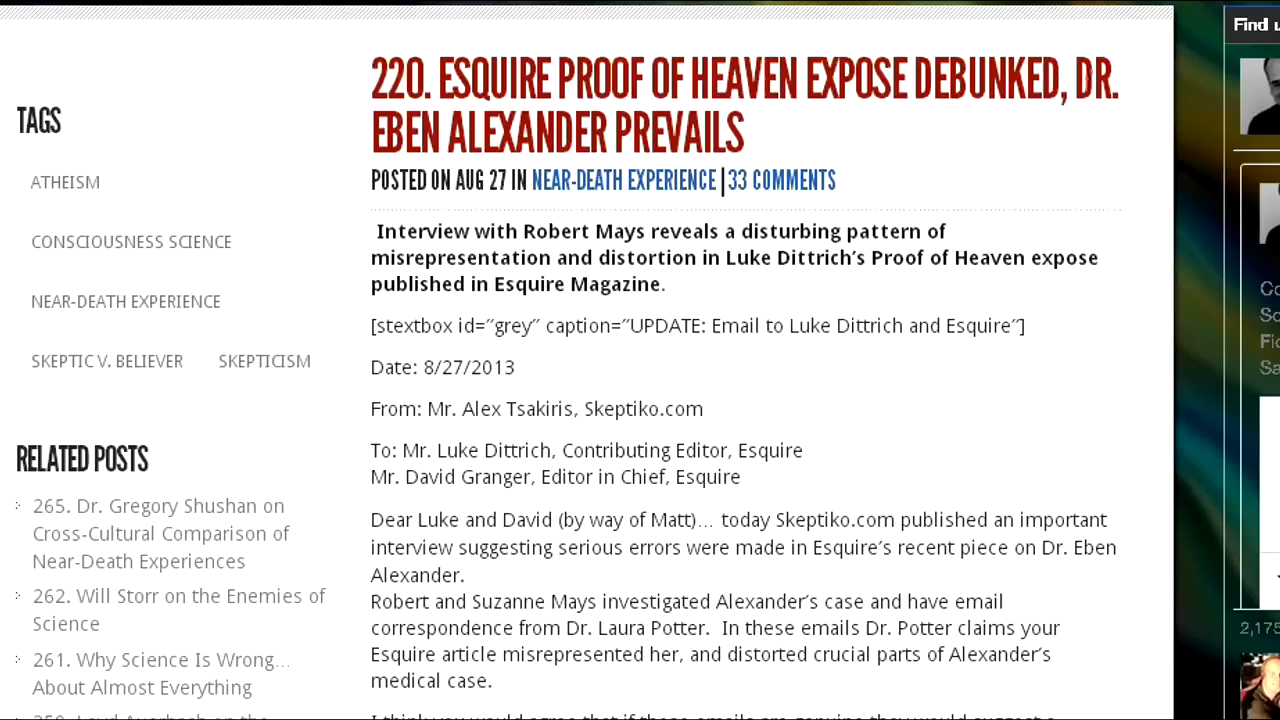 220. ESQUIRE PROOF OF HEAVEN EXPOSE DEBUNKED, DR.
EBEN ALEXANDER PREVAILS
POSTED ON AUG 27 IN NEAR-DEATH EXPERIENCE | 33 COMMENTS
Interview with Robert Mays reveals a disturbing pattern of
misrepresentation and distortion in Luke Dittrich's Proof of Heaven expose
published in Esquire Magazine.
[stextbox id="grey" caption="UPDATE: Email to Luke Dittrich and Esquire"]
Date: 8/27/2013
From: Mr. Alex Tsakiris, Skeptiko.com
To: Mr. Luke Dittrich, Contributing Editor, Esquire
Mr. David Granger, Editor in Chief, Esquire
Dear Luke and David (by way of Matt)… today Skeptiko.com published an important
interview suggesting serious errors were made in Esquire's recent piece on Dr. Eben
Alexander.
Robert and Suzanne Mays investigated Alexander's case and have email
correspondence from Dr. Laura Potter. In these emails Dr. Potter claims your
Esquire article misrepresented her, and distorted crucial parts of Alexander's
medical case.
TAGS
ATHEISM
CONSCIOUSNESS SCIENCE
NEAR-DEATH EXPERIENCE
SKEPTIC V. BELIEVER SKEPTICISM
RELATED POSTS
265. Dr. Gregory Shushan on
Cross-Cultural Comparison of
Near-Death Experiences
262. Will Storr on the Enemies of
Science
261. Why Science Is Wrong…
About Almost Everything
Find
2,175